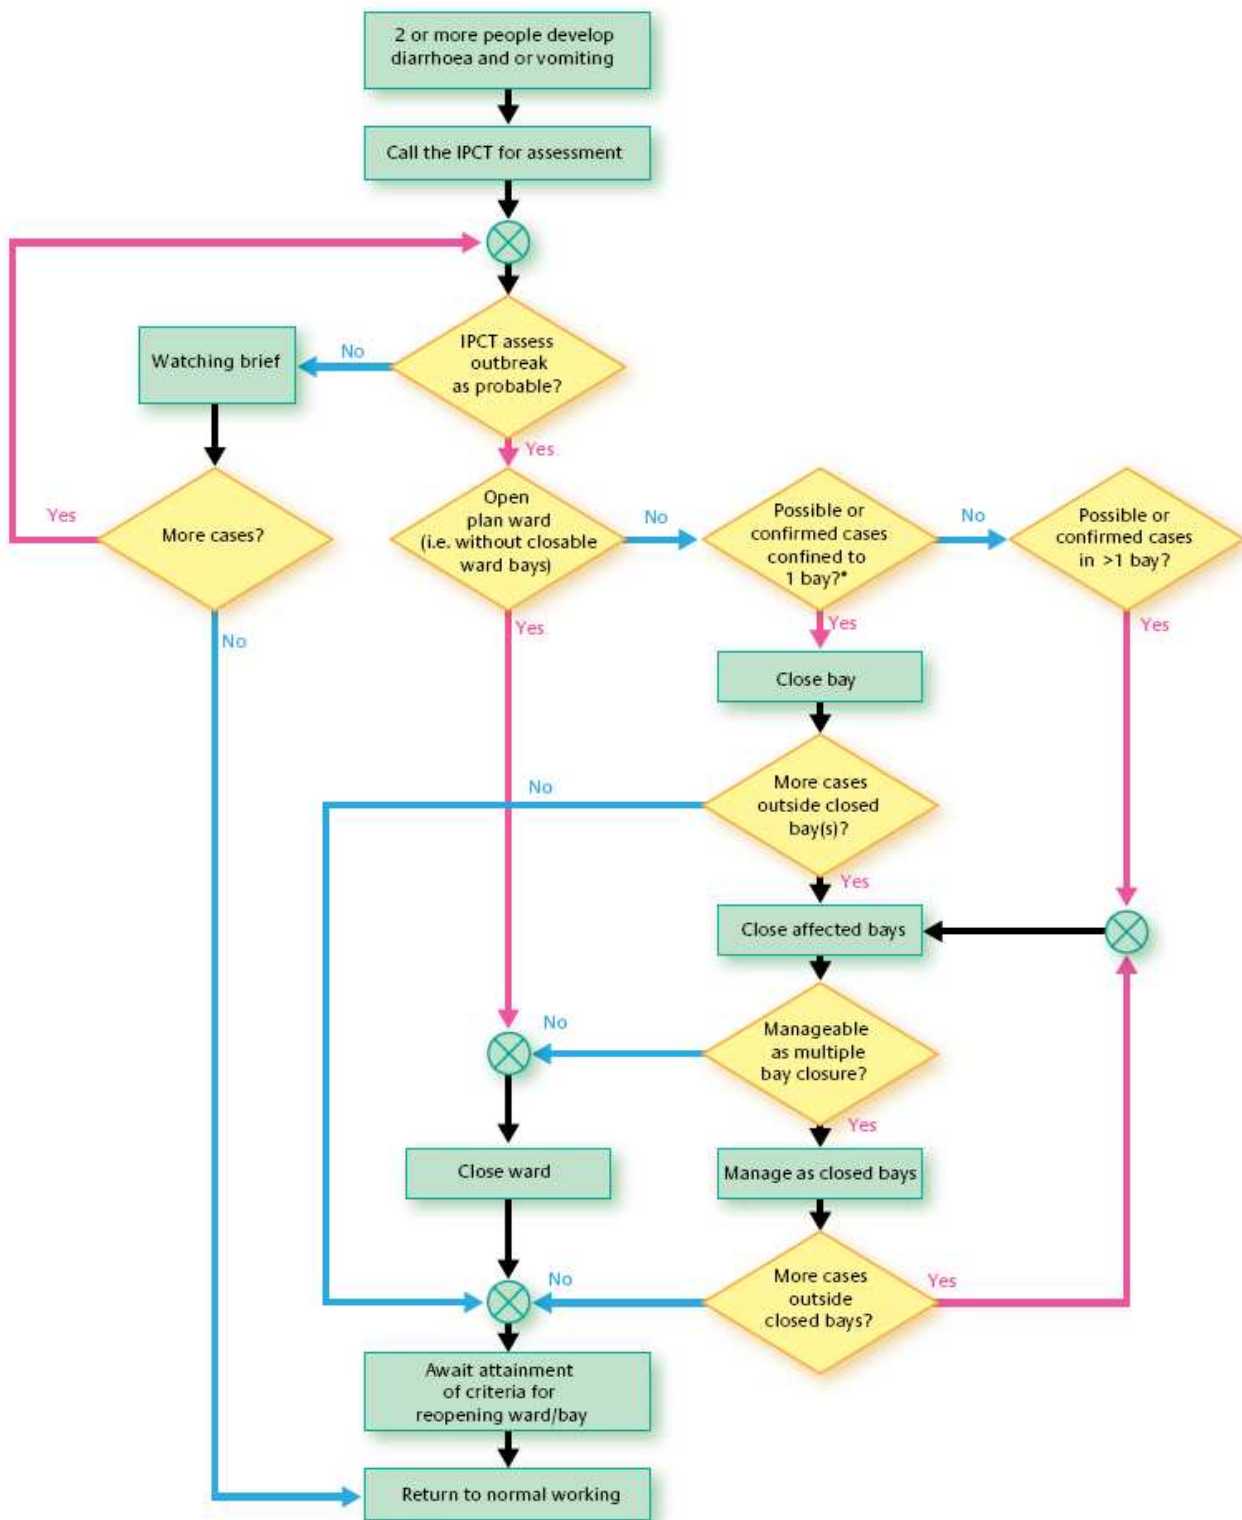 2 or more people develop
diarrhoea and or vomiting
Call the IPCT for assessment
IPCT assess
outbreak
as probable?
No
Watching brief
Yes
More cases?
Yes
No
Open
plan ward
(i.e. without closable
ward bays)
No
Yes
Possible or
confirmed cases
confined to
1 bay?*
No
Yes
Possible or
confirmed cases
in >1 bay?
Yes
Close bay
More cases
outside closed
bay(s)?
No
Yes
Close affected bays
Manageable
as multiple
bay closure?
No
Yes
Close ward
Manage as closed bays
More cases
outside
closed bays?
No
Yes
Await attainment
of criteria for
reopening ward/bay
Return to normal working